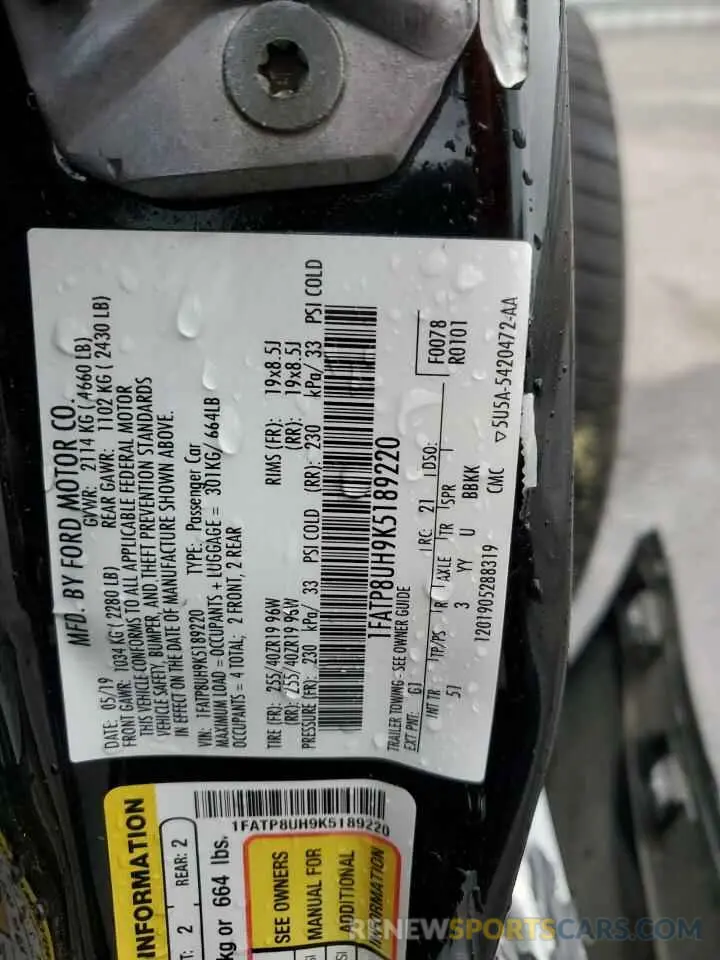 MFD. BY FORD MOTOR CO.
DATE: 05/19 GVWR: 2114 KG ( 4660 LB)
FRONT GAWR: 1034 KG ( 2280 LB) REAR GAWR: 1102 KG ( 2430 LB)
THIS VEHICLE CONFORMS TO ALL APPLICABLE FEDERAL MOTOR
VEHICLE SAFETY, BUMPER, AND THEFT PREVENTION STANDARDS
IN EFFECT ON THE DATE OF MANUFACTURE SHOWN ABOVE.
VIN: 1FATP8UH9K5189220 TYPE: Passenger Car
MAXIMUM LOAD = OCCUPANTS + LUGGAGE = 301KG/ 664LB
OCCUPANTS = 4 TOTAL; 2 FRONT, 2 REAR
TIRE (FR): 255/40ZR19 96W RIMS (FR): 19x8.5J
(RR): 255/40ZR19 96W (RR): 19x8.5J
PRESSURE (FR): 230 kPa/ 33 PSI COLD (RR): 230 kPa/ 33 PSI COLD
1FATP8UH9K5189220
TRAILER TOWING - SEE OWNER GUIDE
EXT PNT: G1 RC: 21 DSO: F0078
R0101
INT TR TP/PS R AXLE TR SPR
5J 3 YY U BBKK
1201905288319 CMC ▽5U5A-5420472-AA
1FATP8UH9K5189220
INFORMATION
T: 2 REAR: 2
kg or 664 lbs.
SEE OWNERS
MANUAL FOR
ADDITIONAL
INFORMATION
RENEWSPORTSCARS.COM